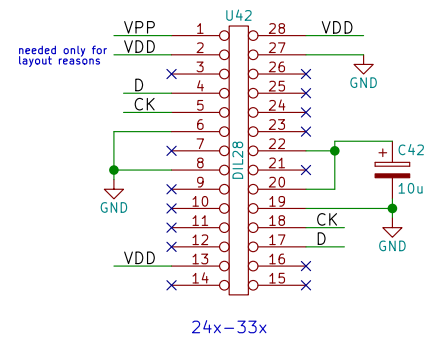 U42
VPP 1 28 VDD
needed only for
layout reasons
VDD 2 27
3 26 GND
D 4 25
CK 5 24
6 23
7 22 + C42
DIL28
8 21
9 20 10u
GND 10 19
11 18 CK
12 17 D GND
VDD 13 16
14 15
24x-33x